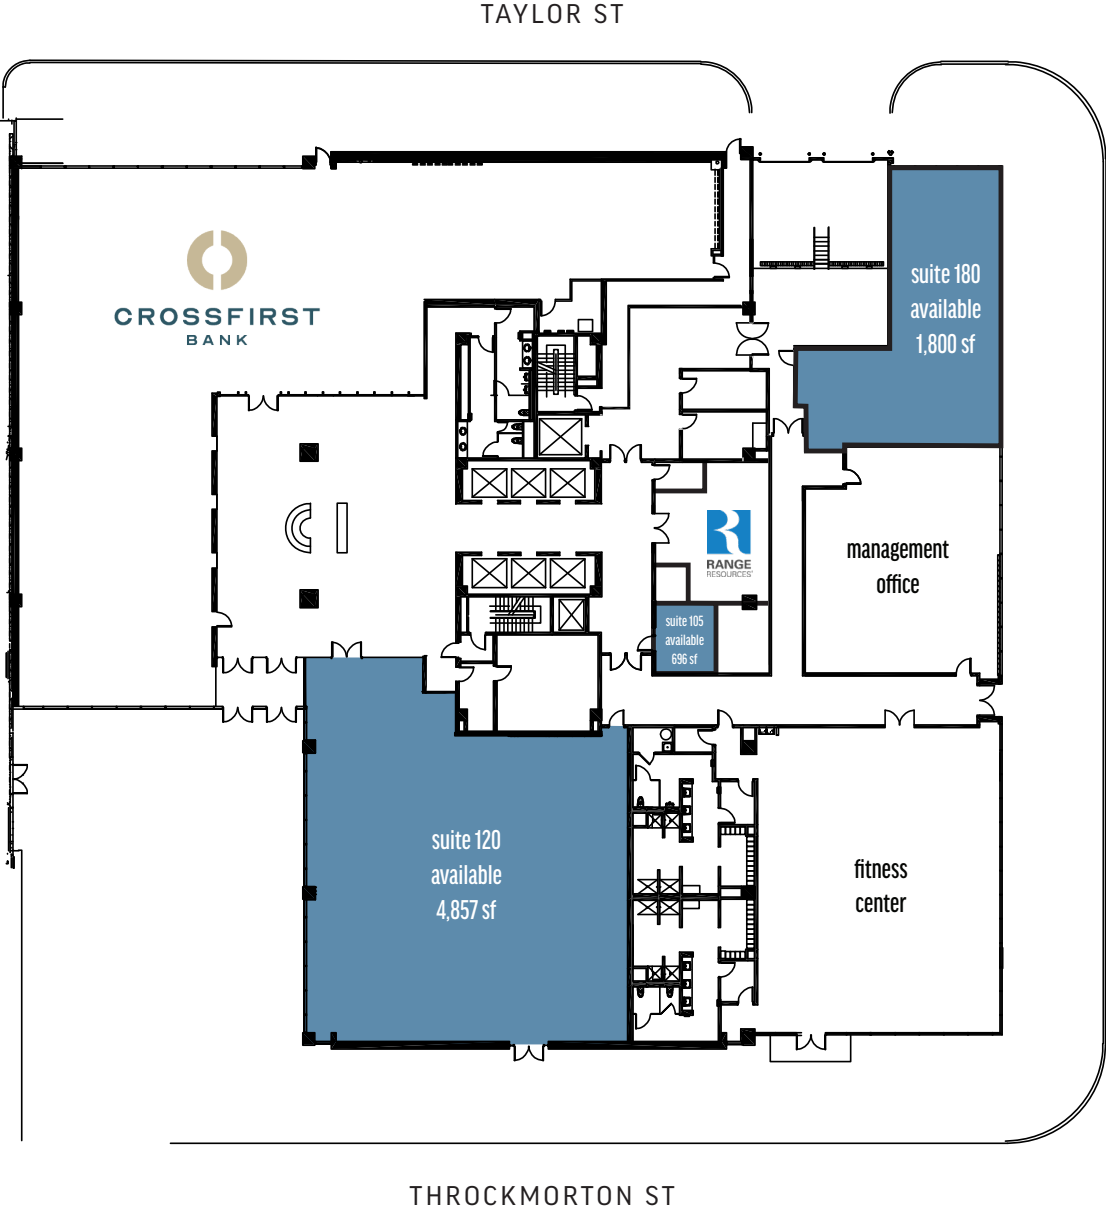 TAYLOR ST
CROSSFIRST
BANK
suite 180
available
1,800 sf
RANGE
RESOURCES
management
office
suite 105
available
696 sf
suite 120
available
4,857 sf
fitness
center
THROCKMORTON ST